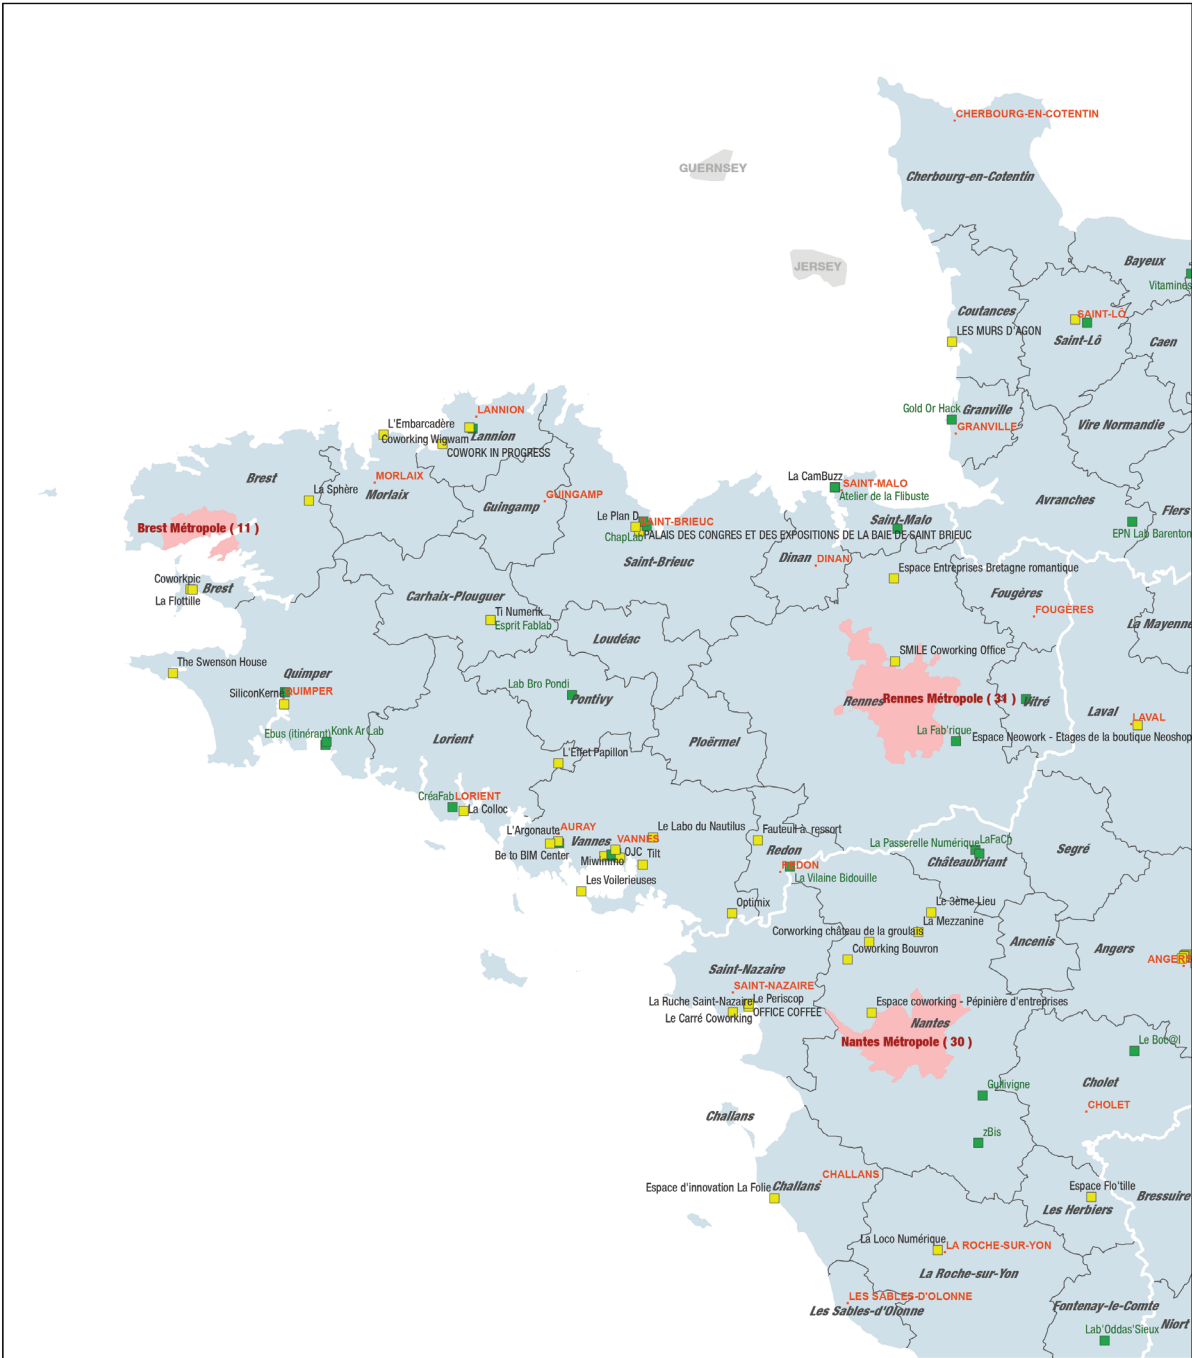 CHERBOURG-EN-COTENTIN
GUERNSEY
Cherbourg-en-Cotentin
JERSEY
Bayeux
Vitamines
Coutances
LES MURS D'AGON
SAINT-LÔ
Saint-Lô
Caen
Gold Or Hack
Granville
GRANVILLE
Vire Normandie
LANNION
L'Embarcadère
Coworking Wigwam
Lannion
COWORK IN PROGRESS
MORLAIX
Morlaix
Brest
La Sphère
GUINGAMP
Guingamp
La CamBuzz
SAINT-MALO
Atelier de la Flibuste
Avranches
Flers
EPN Lab Barenton
Brest Métropole ( 11 )
Le Plan D
SAINT-BRIEUC
Saint-Malo
ChapLab
PALAIS DES CONGRES ET DES EXPOSITIONS DE LA BAIE DE SAINT BRIEUC
Saint-Brieuc
Dinan
DINAN
Espace Entreprises Bretagne romantique
Coworkpic
Brest
La Flottille
Carhaix-Plouguer
Ti Numerik
Esprit Fablab
Fougères
FOUGERES
La Mayenne
Loudéac
The Swenson House
Quimper
SMILE Coworking Office
SiliconKerne
QUIMPER
Lab Bro Pondi
Pontivy
Rennes
Rennes Métropole ( 31 )
Vitré
Laval
LAVAL
Ebus (itinérant)
Konk Ar Lab
Lorient
Ploërmel
La Fab'rique
Espace Neowork - Etages de la boutique Neoshop
L'Effet Papillon
CréaFab
LORIENT
La Colloc
L'Argonaute
AURAY
Vannes
VANNES
Le Labo du Nautilus
Fauteuil à ressort
Redon
La Passerelle Numérique
LaFaCh
Châteaubriant
Segré
Be to BIM Center
Miwimmo
OJC
Tilt
REDON
La Vilaine Bidouille
Les Voilerieuses
Optimix
Le 3ème Lieu
La Mezzanine
Corworking château de la groulais
Coworking Bouvron
Ancenis
Angers
ANGERS
Saint-Nazaire
SAINT-NAZAIRE
La Ruche Saint-Nazaire
Le Periscop
Le Carré Coworking
OFFICE COFFEE
Espace coworking - Pépinière d'entreprises
Nantes
Nantes Métropole ( 30 )
Le Boc@l
Cholet
CHOLET
Gullivigne
Challans
zBis
CHALLANS
Espace d'innovation La Folie
Challans
Espace Flo'tille
Les Herbiers
Bressuire
La Loco Numérique
LA ROCHE-SUR-YON
La Roche-sur-Yon
LES SABLES-D'OLONNE
Les Sables-d'Olonne
Fontenay-le-Comte
Lab'Oddas'Sieux
Niort